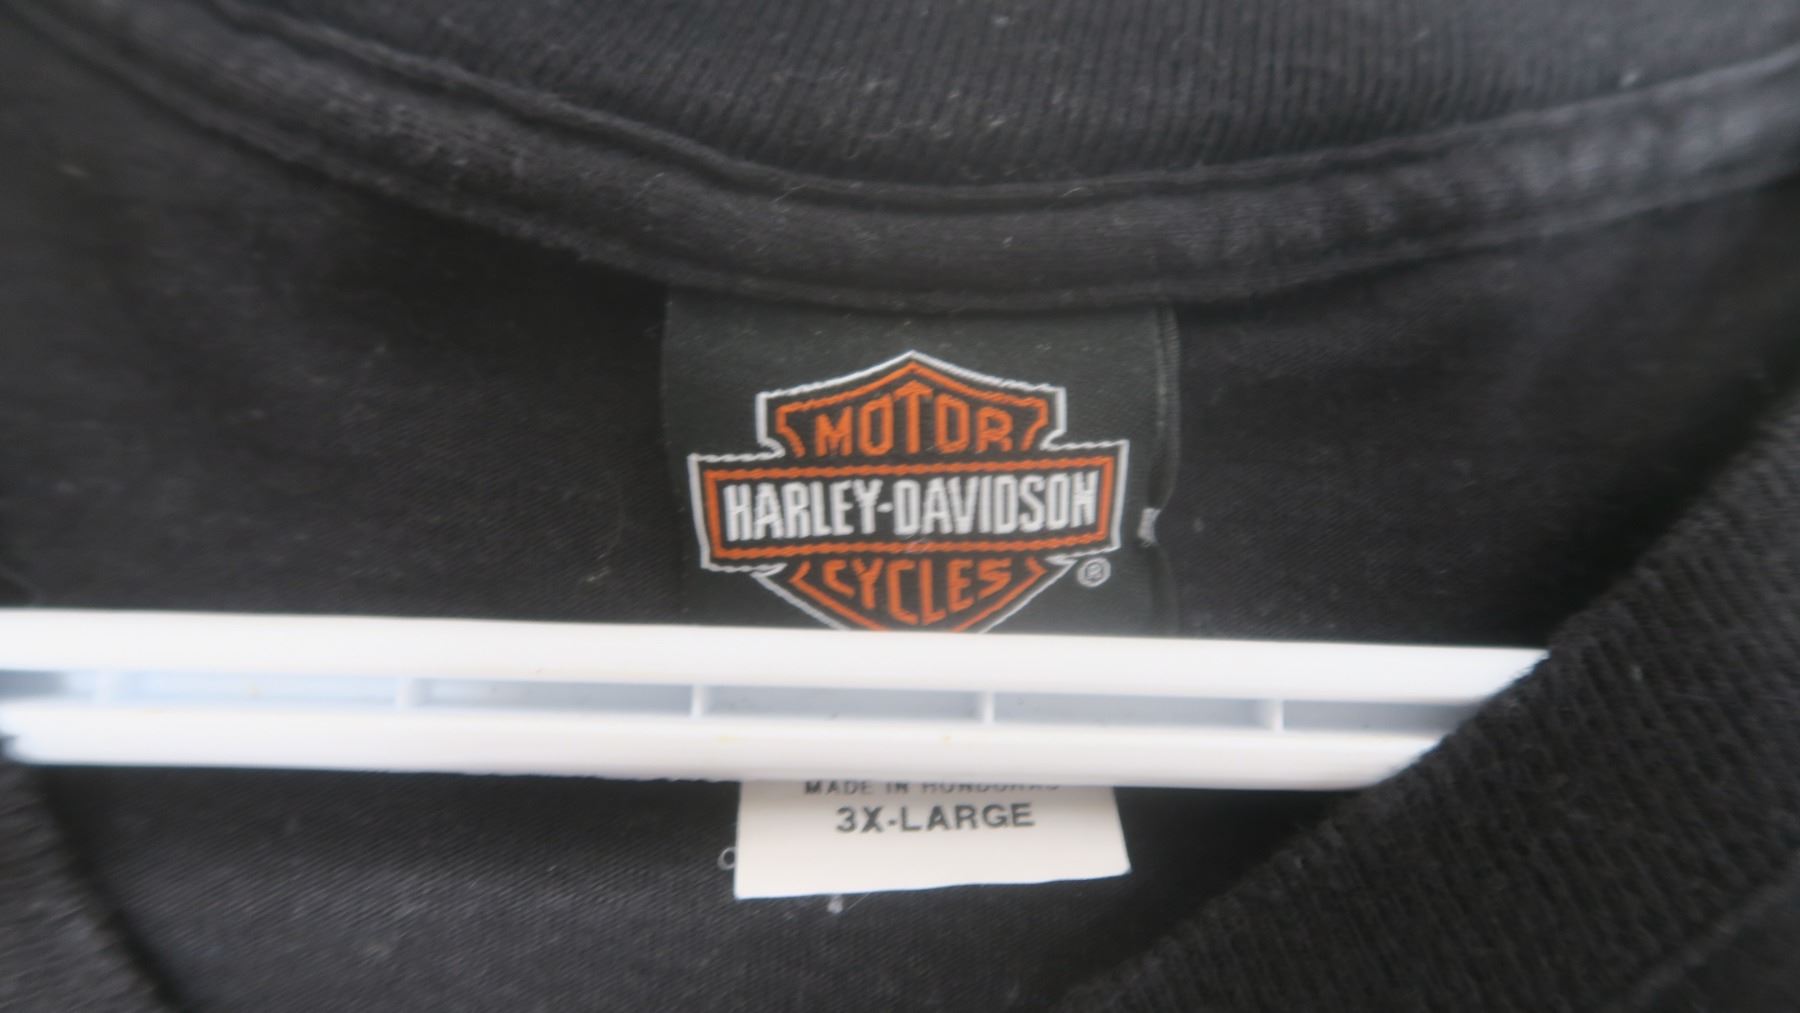 MOTOR
HARLEY-DAVIDSON
CYCLES ®
MADE IN HONDURAS
3X-LARGE